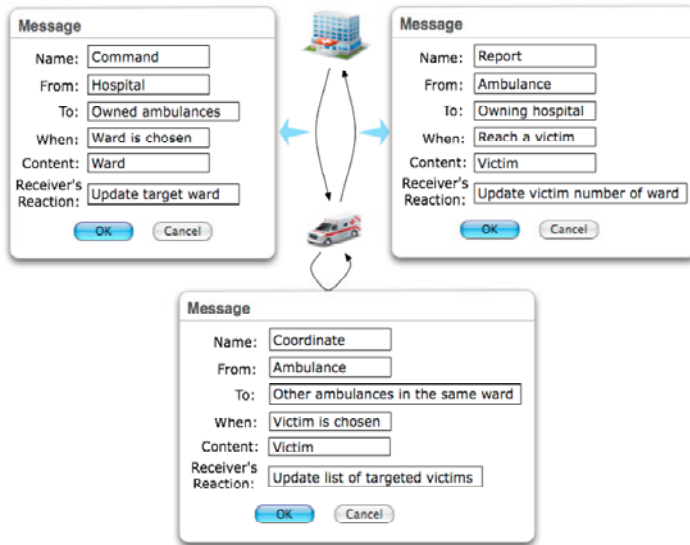 Message
Name: Command
From: Hospital
To: Owned ambulances
When: Ward is chosen
Content: Ward
Receiver's
Reaction: Update target ward
OK Cancel
Message
Name: Report
From: Ambulance
To: Owning hospital
When: Reach a victim
Content: Victim
Receiver's
Reaction: Update victim number of ward
OK Cancel
Message
Name: Coordinate
From: Ambulance
To: Other ambulances in the same ward
When: Victim is chosen
Content: Victim
Receiver's
Reaction: Update list of targeted victims
OK Cancel